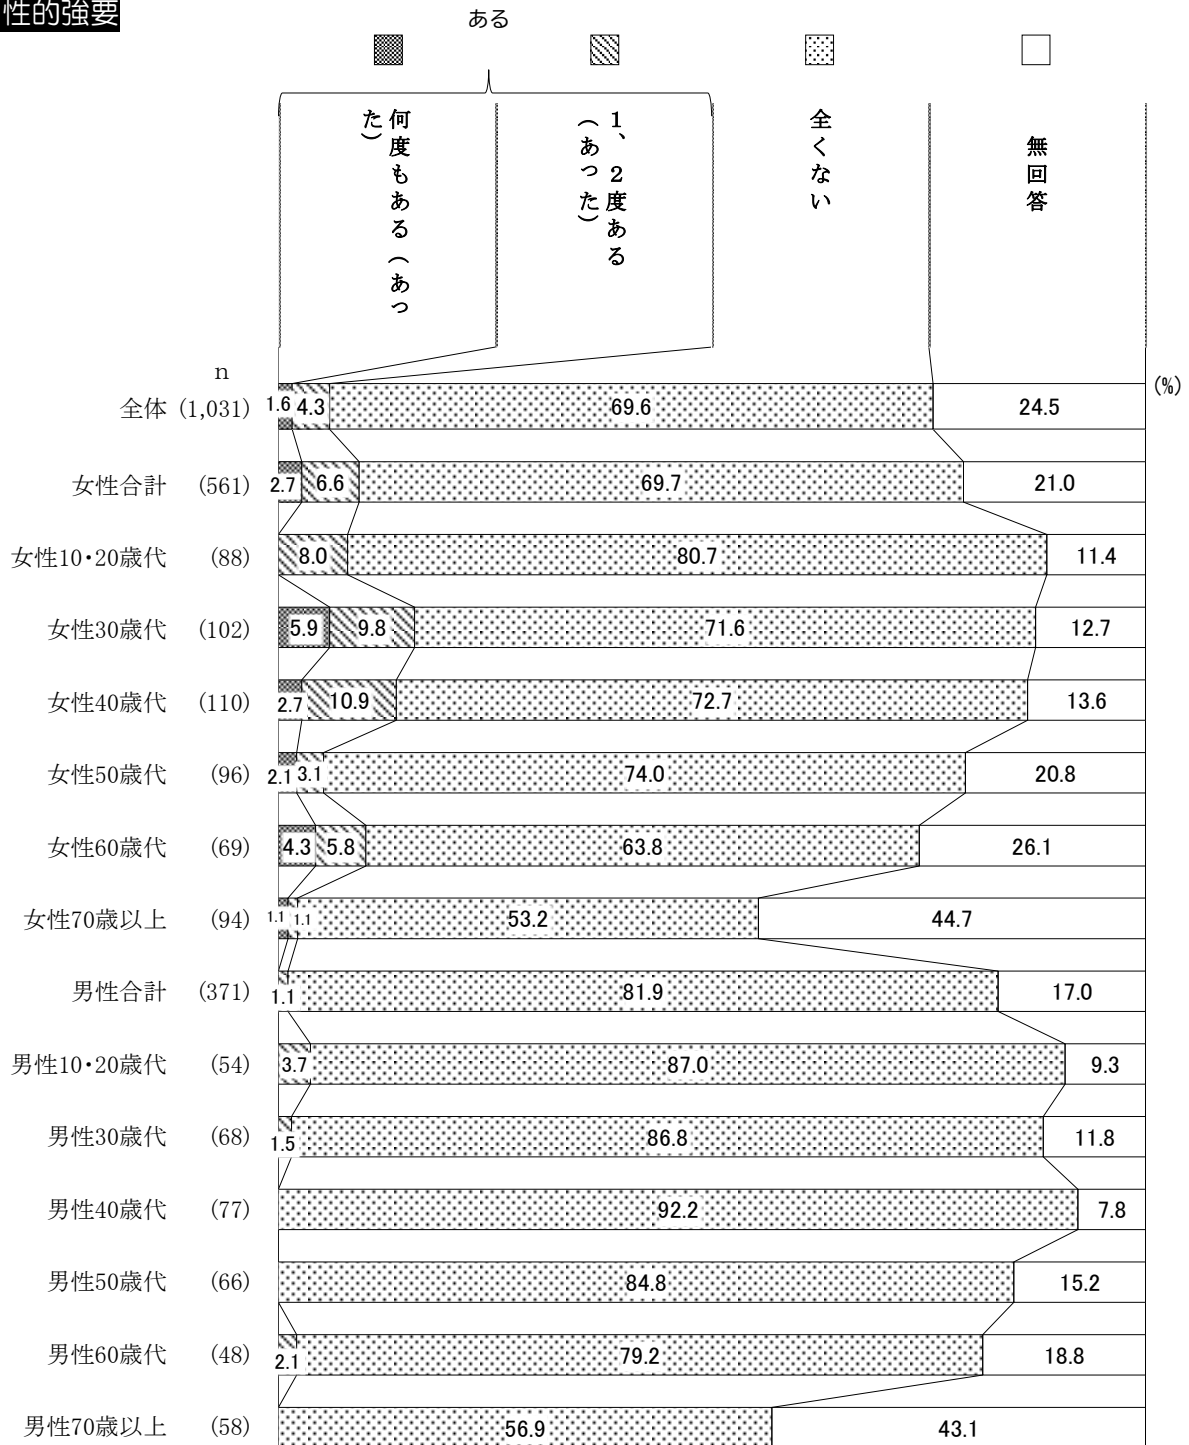 性的強要
ある
何度もある（あった）
１、２度ある（あった）
全くない
無回答
n
(%)
全体 (1,031) 1.6 4.3 69.6 24.5
女性合計 (561) 2.7 6.6 69.7 21.0
女性10・20歳代 (88) 8.0 80.7 11.4
女性30歳代 (102) 5.9 9.8 71.6 12.7
女性40歳代 (110) 2.7 10.9 72.7 13.6
女性50歳代 (96) 2.1 3.1 74.0 20.8
女性60歳代 (69) 4.3 5.8 63.8 26.1
女性70歳以上 (94) 1.1 1.1 53.2 44.7
男性合計 (371) 1.1 81.9 17.0
男性10・20歳代 (54) 3.7 87.0 9.3
男性30歳代 (68) 1.5 86.8 11.8
男性40歳代 (77) 92.2 7.8
男性50歳代 (66) 84.8 15.2
男性60歳代 (48) 2.1 79.2 18.8
男性70歳以上 (58) 56.9 43.1